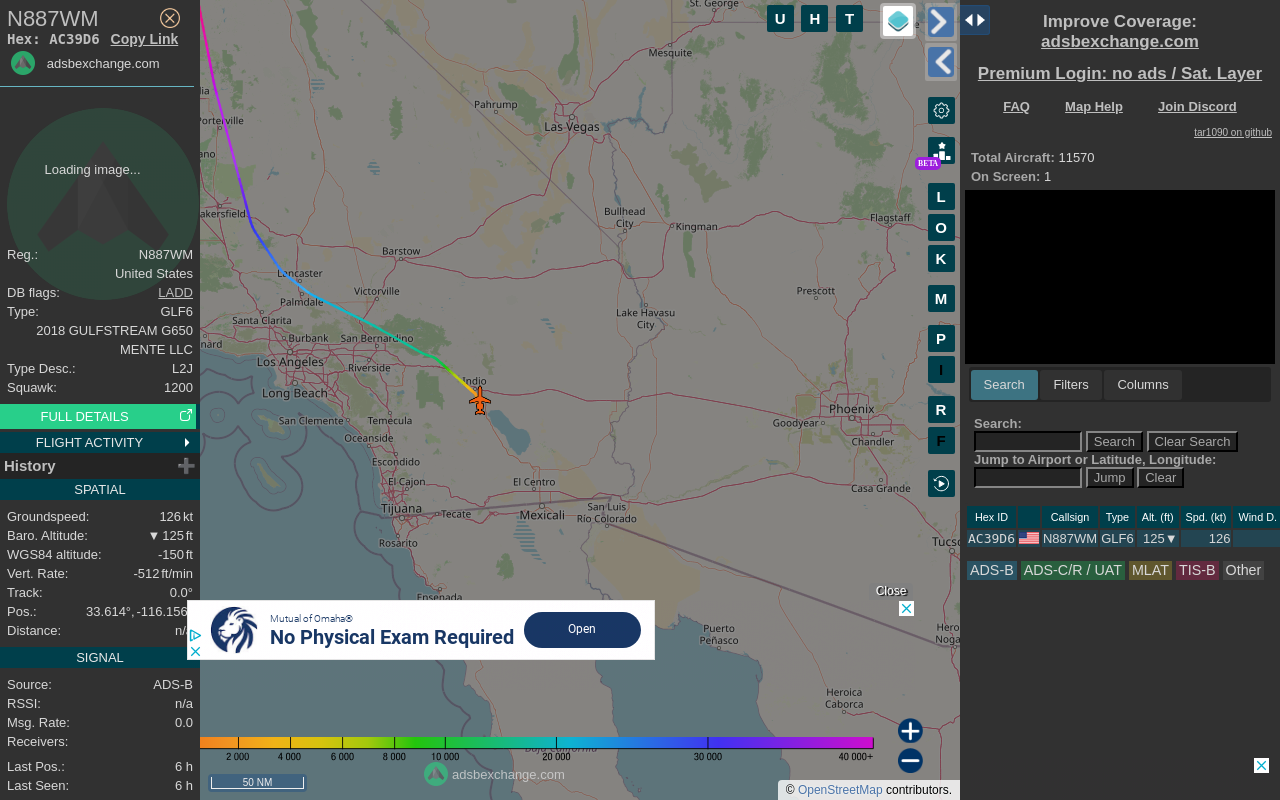 N887WM
Hex: AC39D6 Copy Link
adsbexchange.com
Loading image...
Reg.: N887WM
United States
DB flags: LADD
Type: GLF6
2018 GULFSTREAM G650
MENTE LLC
Type Desc.: L2J
Squawk: 1200
FULL DETAILS
FLIGHT ACTIVITY
History
SPATIAL
Groundspeed: 126 kt
Baro. Altitude: ▼ 125 ft
WGS84 altitude: -150 ft
Vert. Rate: -512 ft/min
Track: 0.0°
Pos.: 33.614°, -116.156
Distance: n/
SIGNAL
Source: ADS-B
RSSI: n/a
Msg. Rate: 0.0
Receivers:
Last Pos.: 6 h
Last Seen: 6 h
U H T
St. George
Mesquite
Pahrump
Las Vegas
Porterville
akersfield
Bullhead
City
Kingman
Flagstaff
Barstow
Lancaster
Palmdale
Victorville
Prescott
Santa Clarita
Lake Havasu
City
Burbank
San Bernardino
nard
Los Angeles
Riverside
Indio
Long Beach
San Clemente
Temecula
Phoenix
Goodyear
Chandler
Oceanside
Escondido
El Cajon
El Centro
Casa Grande
Tijuana
Tecate
Mexicali
San Luis
Río Colorado
Rosarito
Tucso
Ensenada
Puerto
Peñasco
Hero
Noga
Heroica
Caborca
Baja California
BETA
L
O
K
M
P
I
R
F
Close
Mutual of Omaha®
No Physical Exam Required
Open
2 000 4 000 6 000 8 000 10 000 20 000 30 000 40 000+
50 NM
adsbexchange.com
© OpenStreetMap contributors.
Improve Coverage:
adsbexchange.com
Premium Login: no ads / Sat. Layer
FAQ Map Help Join Discord
tar1090 on github
Total Aircraft: 11570
On Screen: 1
Search Filters Columns
Search:
Search Clear Search
Jump to Airport or Latitude, Longitude:
Jump Clear
Hex ID Callsign Type Alt. (ft) Spd. (kt) Wind D.
AC39D6 N887WM GLF6 125▼ 126
ADS-B ADS-C/R / UAT MLAT TIS-B Other